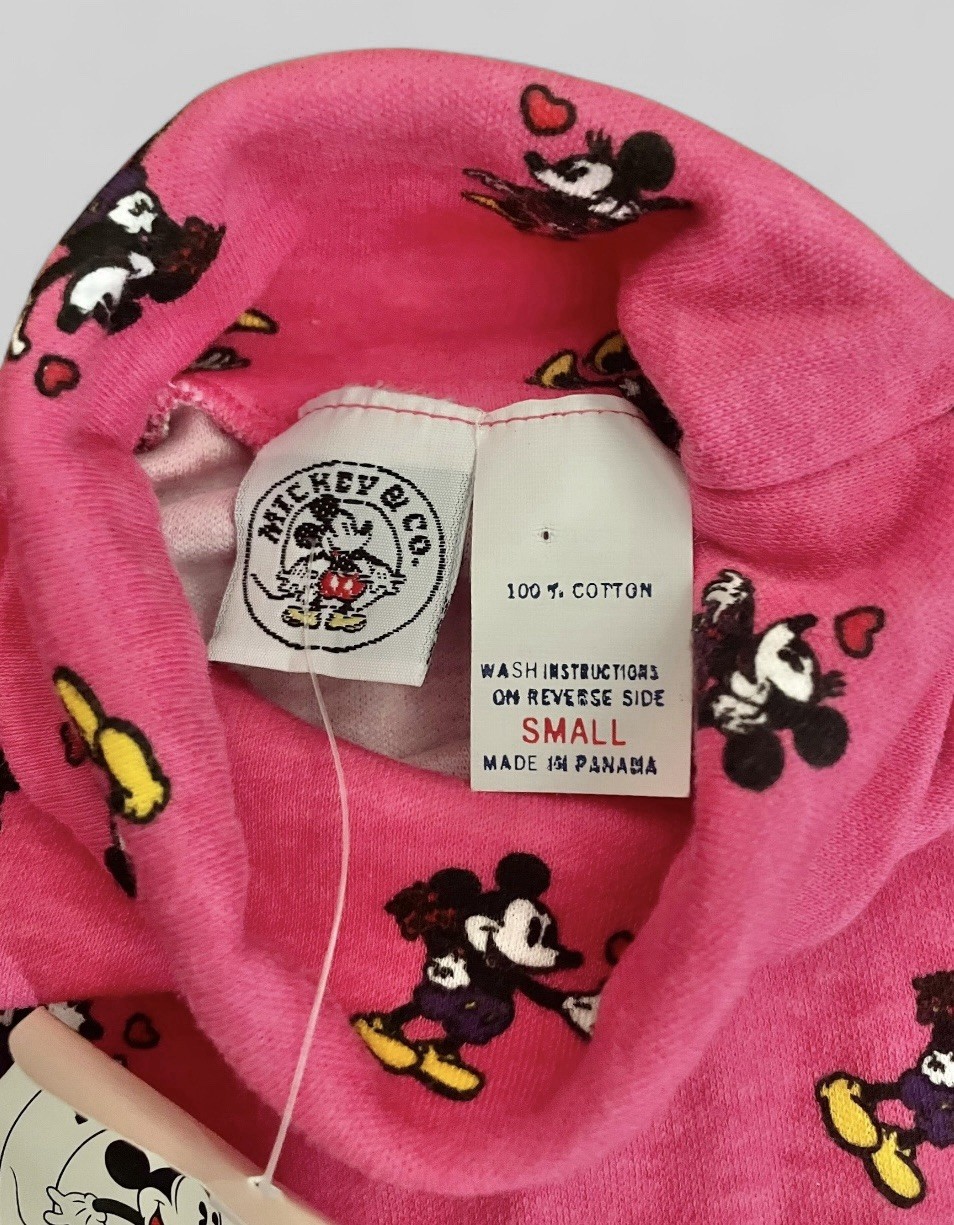 MICKEY & CO.
100 % COTTON
WASH INSTRUCTIONS
ON REVERSE SIDE
SMALL
MADE IN PANAMA